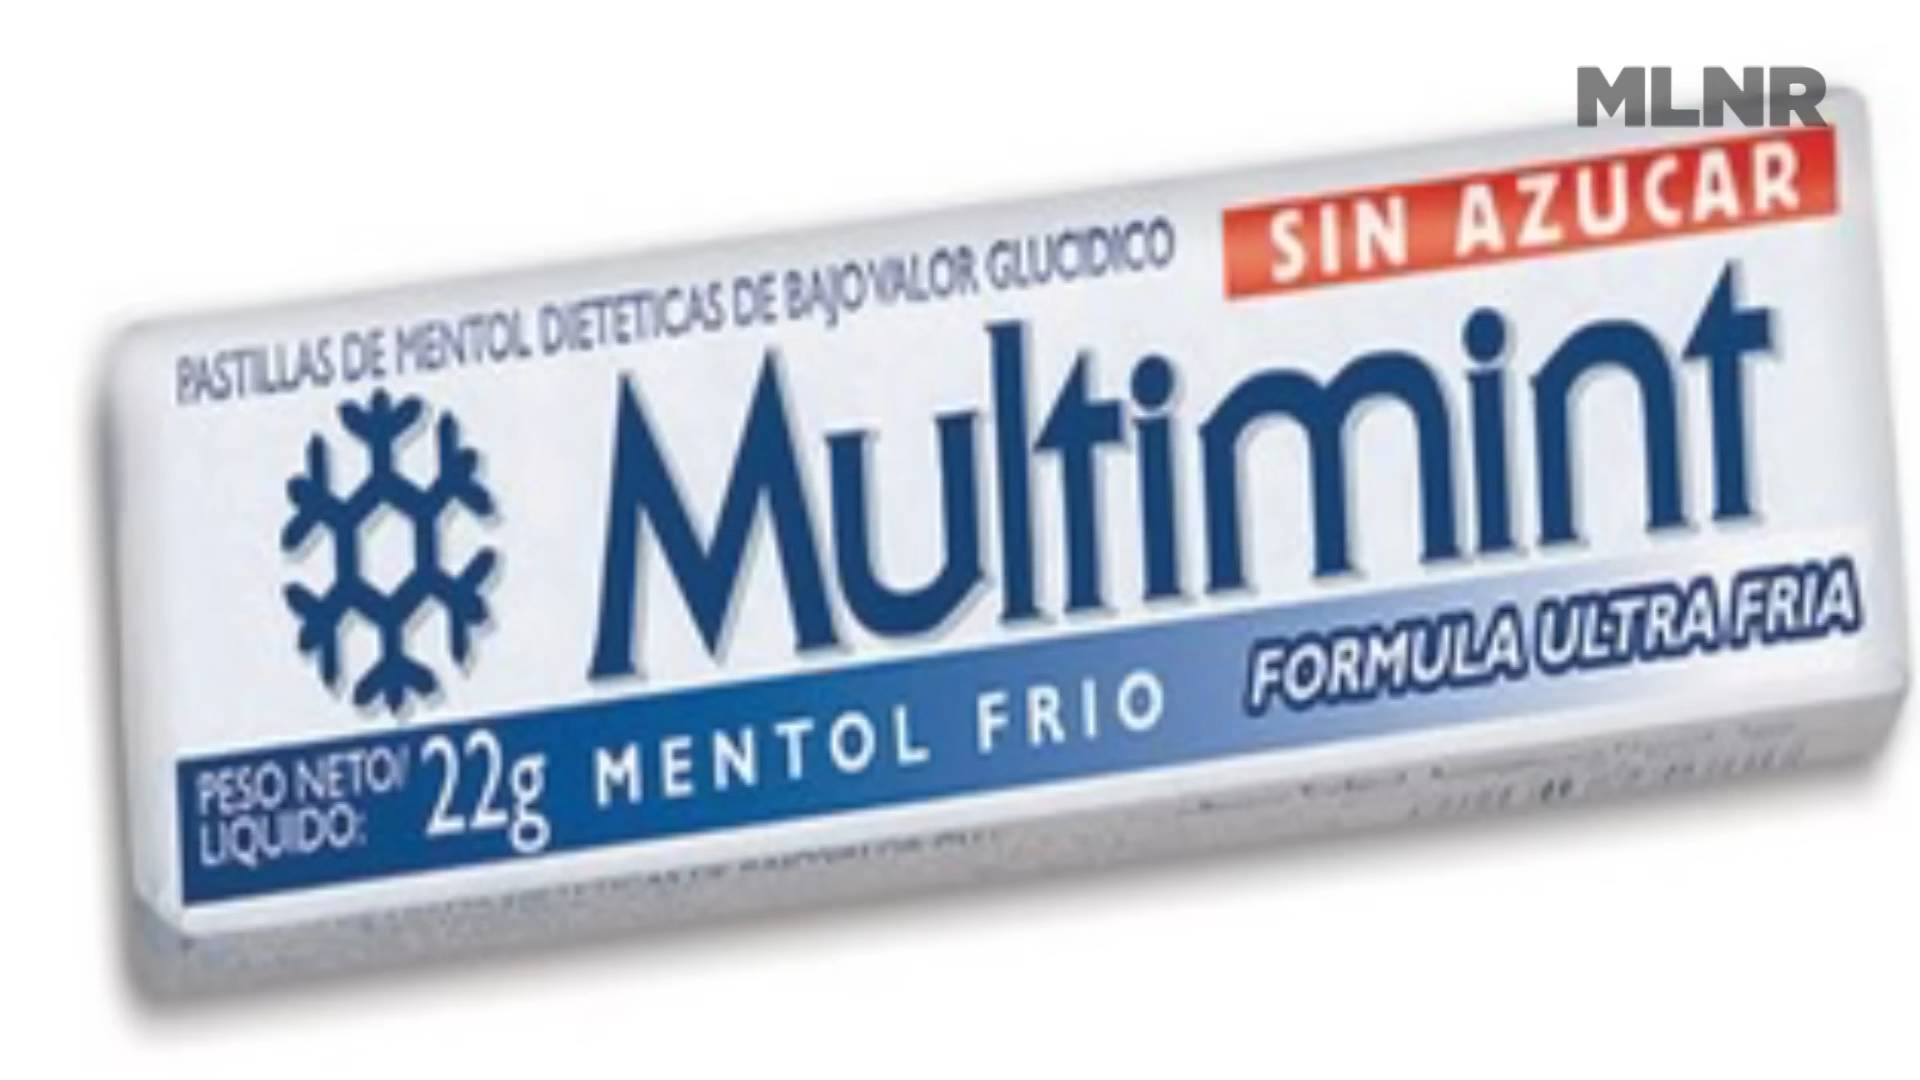 MLNR
SIN AZUCAR
PASTILLAS DE MENTOL DIETETICAS DE BAJO VALOR GLUCIDICO
Multimint
FORMULA ULTRA FRIA
MENTOL FRIO
PESO NETO/
LIQUIDO: 22g